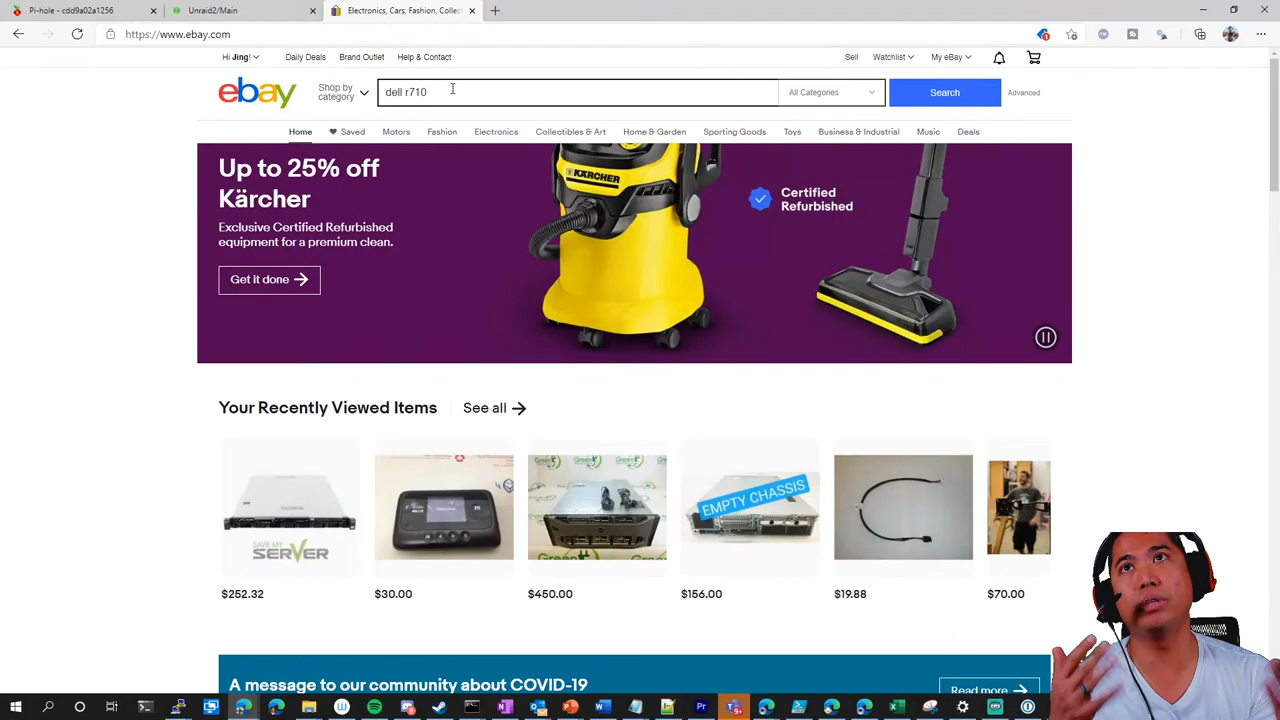 Pi-hole - cdd9a02a1256
Unraid2/Main
Electronics, Cars, Fashion, Collec
https://www.ebay.com
Hi Jing!
Daily Deals
Brand Outlet
Help & Contact
Sell
Watchlist
My eBay
ebay
Shop by category
dell r710
All Categories
Search
Advanced
Home
Saved
Motors
Fashion
Electronics
Collectibles & Art
Home & Garden
Sporting Goods
Toys
Business & Industrial
Music
Deals
Up to 25% off
Kärcher
Exclusive Certified Refurbished
equipment for a premium clean.
Get it done
KÄRCHER
Certified
Refurbished
Your Recently Viewed Items
See all
SAVE MY
SERVER
EMPTY CHASSIS
$252.32
$30.00
$450.00
$156.00
$19.88
$70.00
A message to our community about COVID-19
Read more